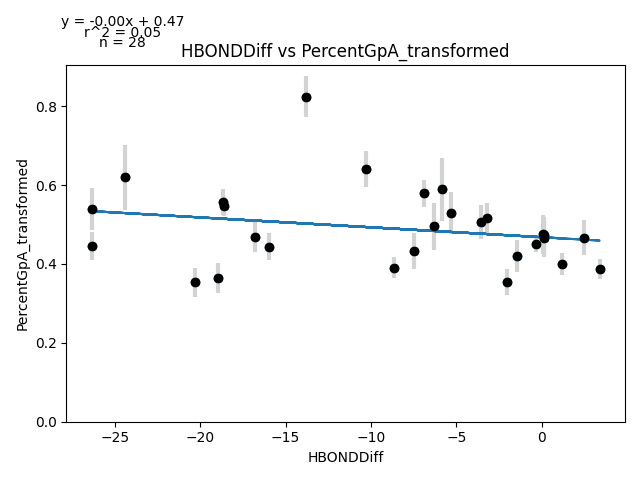 y = -0.00x + 0.47
r^2 = 0.05
n = 28
HBONDDiff vs PercentGpA_transformed
PercentGpA_transformed
0.8
0.6
0.4
0.2
0.0
−25
−20
−15
−10
−5
0
HBONDDiff